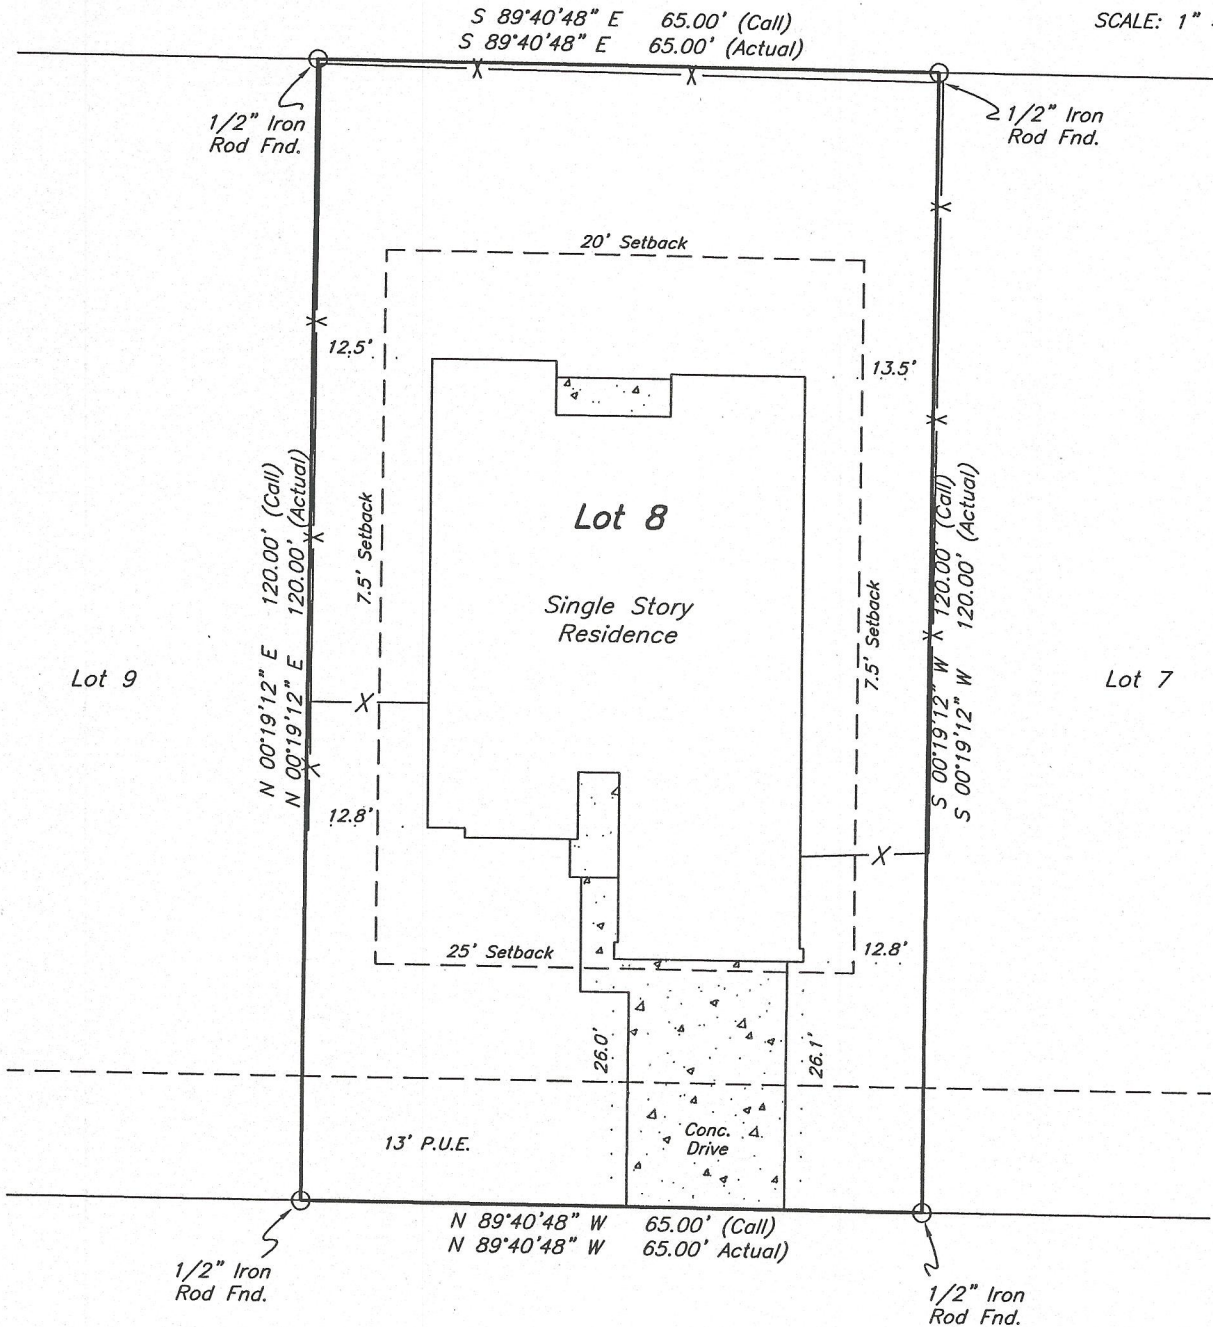 S 89°40'48" E 65.00' (Call)
S 89°40'48" E 65.00' (Actual)
SCALE: 1"
1/2" Iron
Rod Fnd.
1/2" Iron
Rod Fnd.
20' Setback
12.5'
13.5'
N 00°19'12" E 120.00' (Call)
N 00°19'12" E 120.00' (Actual)
7.5' Setback
Lot 8
Single Story
Residence
7.5' Setback
S 00°19'12" W 120.00' (Call)
S 00°19'12" W 120.00' (Actual)
Lot 9
Lot 7
12.8'
25' Setback
12.8'
26.0'
26.1'
13' P.U.E.
Conc.
Drive
N 89°40'48" W 65.00' (Call)
N 89°40'48" W 65.00' Actual)
1/2" Iron
Rod Fnd.
1/2" Iron
Rod Fnd.